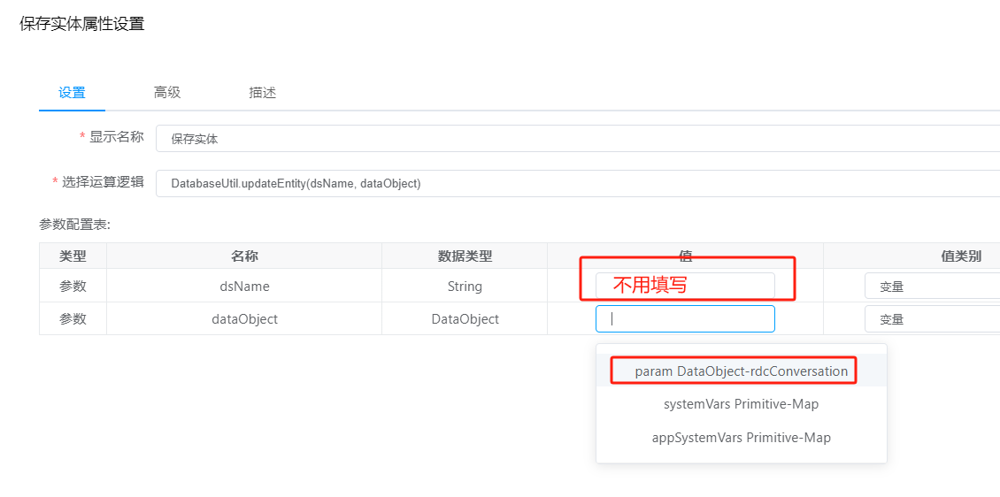 保存实体属性设置
设置 高级 描述
* 显示名称 保存实体
* 选择运算逻辑 DatabaseUtil.updateEntity(dsName, dataObject)
参数配置表:
类型 名称 数据类型 值 值类别
参数 dsName String 不用填写 变量
参数 dataObject DataObject 变量
param DataObject-rdcConversation
systemVars Primitive-Map
appSystemVars Primitive-Map